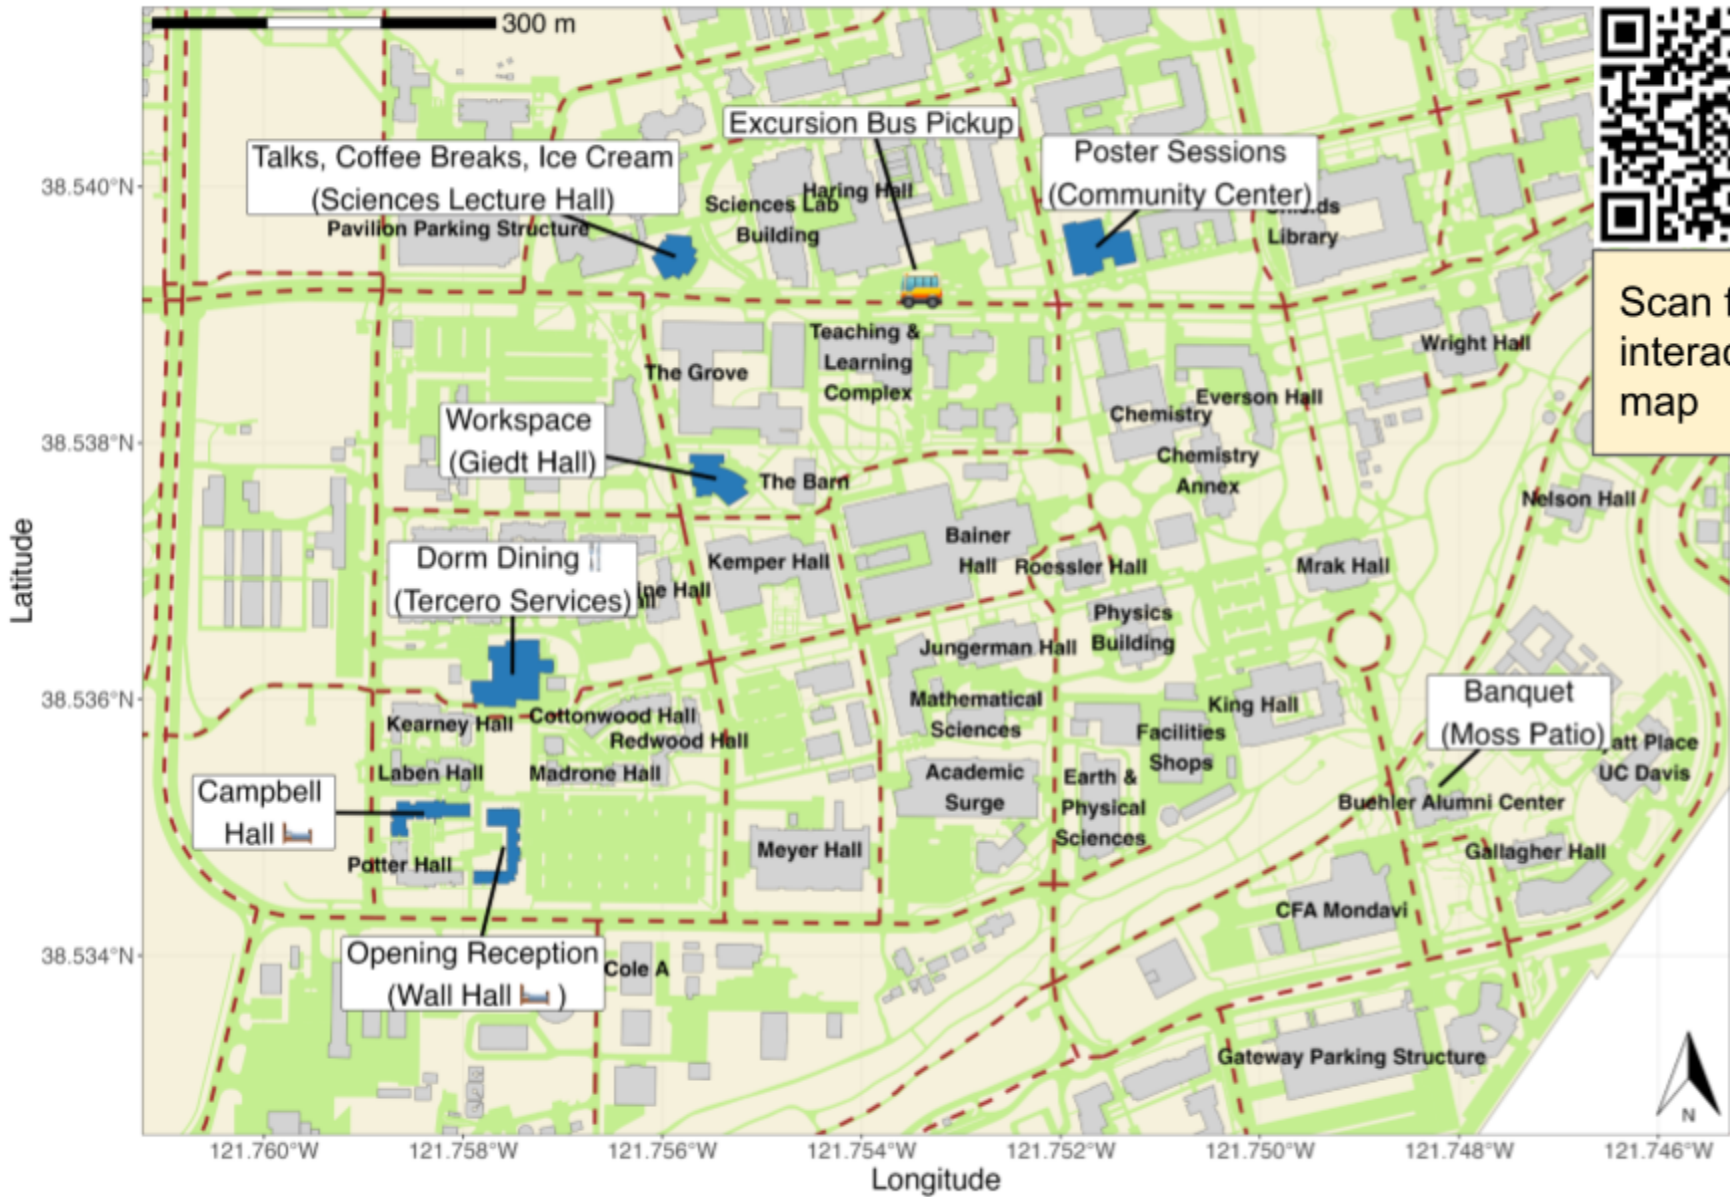 300 m
Excursion Bus Pickup
Talks, Coffee Breaks, Ice Cream
(Sciences Lecture Hall)
Poster Sessions
(Community Center)
Haring Hall
Sciences Lab
Building
Pavilion Parking Structure
Library
Scan
map
Teaching &
Learning
Complex
The Grove
Wright Hall
Everson Hall
Chemistry
Workspace
(Giedt Hall)
Chemistry
Annex
The Barn
Nelson Hall
Bainer
Hall
Dorm Dining
(Tercero Services)
Kemper Hall
Roessler Hall
Mrak Hall
Physics
Building
Jungerman Hall
Mathematical
Sciences
King Hall
Banquet
(Moss Patio)
Kearney Hall
Cottonwood Hall
Redwood Hall
Facilities
Shops
att Place
UC Davis
Laben Hall
Madrone Hall
Academic
Surge
Earth &
Physical
Sciences
Campbell
Hall
Buehler Alumni Center
Potter Hall
Meyer Hall
Gallagher Hall
CFA Mondavi
Opening Reception
(Wall Hall )
Cole A
Gateway Parking Structure
N
38.540°N
38.538°N
38.536°N
38.534°N
Latitude
121.760°W
121.758°W
121.756°W
121.754°W
121.752°W
121.750°W
121.748°W
121.746°W
Longitude